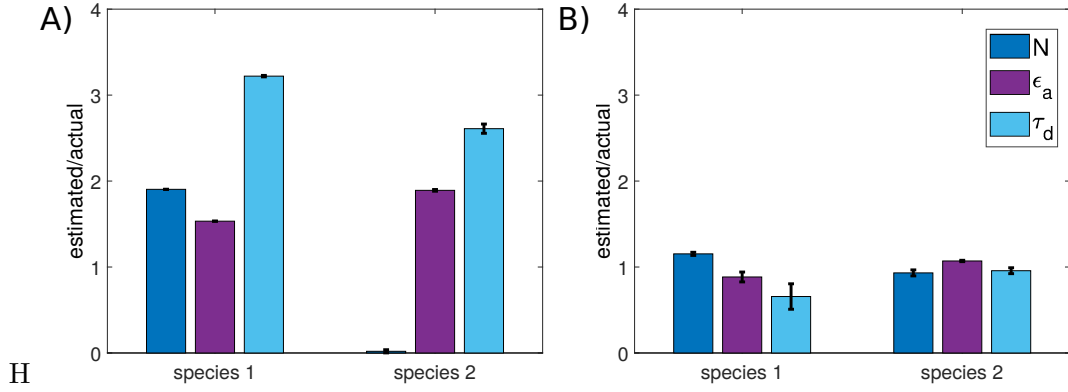 A)
estimated/actual
4
3
2
1
0
species 1
species 2
B)
estimated/actual
4
3
2
1
0
species 1
species 2
N
ϵa
τd
H